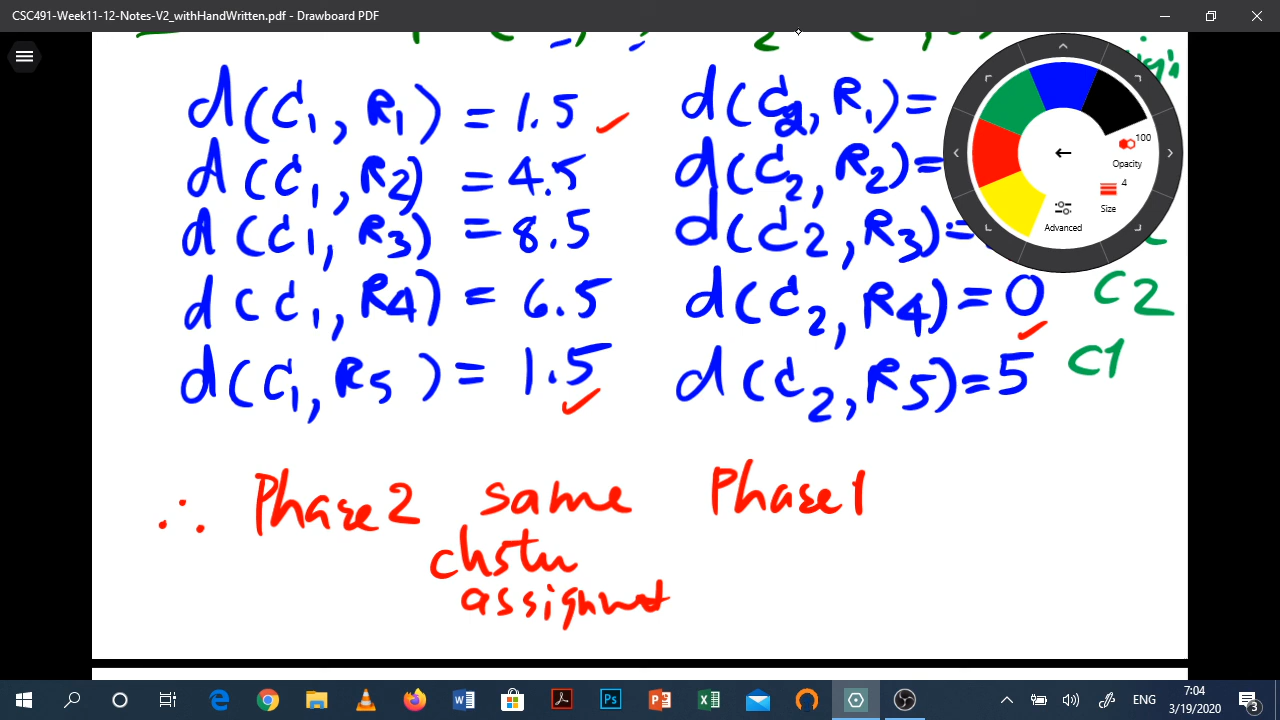 CSC491-Week11-12-Notes-V2_withHandWritten.pdf - Drawboard PDF
d(C1, R1) = 1.5 ✓ d(C2, R1) =
d(C1, R2) = 4.5 d(C2, R2) =
d(C1, R3) = 8.5 d(C2, R3) =
d(C1, R4) = 6.5 d(C2, R4) = 0 ✓ C2
d(C1, R5) = 1.5 ✓ d(C2, R5) = 5 C1
∴ Phase 2 same Phase 1
cluster
assignment
100
Opacity
4
Size
Advanced
ENG
7:04
3/19/2020
3